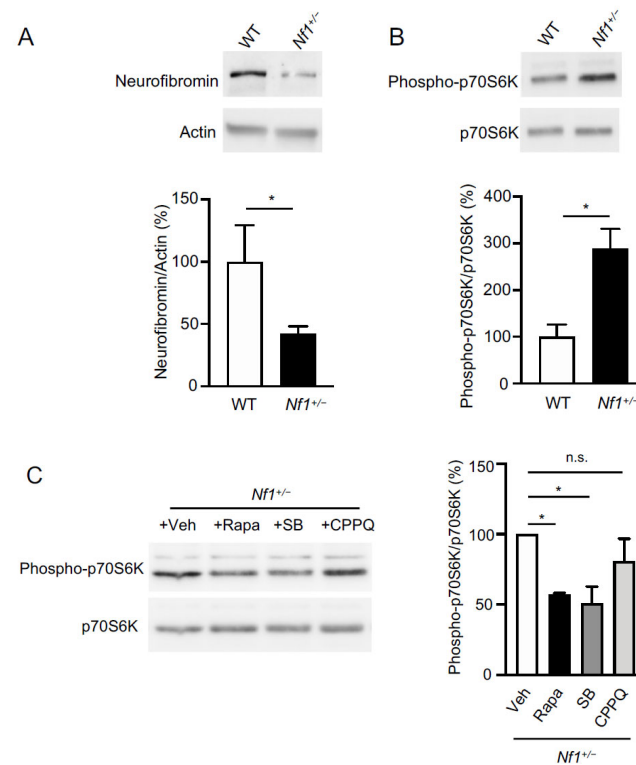 A
WT
Nf1+/–
Neurofibromin
Actin
Neurofibromin/Actin (%)
150
100
50
0
*
WT
Nf1+/–
B
WT
Nf1+/–
Phospho-p70S6K
p70S6K
Phospho-p70S6K/p70S6K (%)
400
300
200
100
0
*
WT
Nf1+/–
C
Nf1+/–
+Veh +Rapa +SB +CPPQ
Phospho-p70S6K
p70S6K
Phospho-p70S6K/p70S6K (%)
150
100
50
0
n.s.
*
*
Veh
Rapa
SB
CPPQ
Nf1+/–